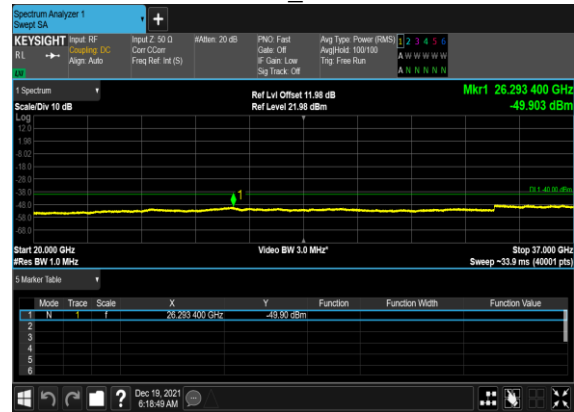 Spectrum Analyzer 1
Swept SA
+
KEYSIGHT Input: RF Input Z: 50 Ω #Atten: 20 dB PNO: Fast Avg Type: Power (RMS) 1 2 3 4 5 6
RL Coupling: DC Corr CCorr Gate: Off Avg|Hold: 100/100 A W W W W W
Align: Auto Freq Ref: Int (S) IF Gain: Low Trig: Free Run
Sig Track: Off A N N N N N
1 Spectrum Ref Lvl Offset 11.98 dB Mkr1 26.293 400 GHz
Scale/Div 10 dB Ref Level 21.98 dBm -49.903 dBm
Log
12.0
1.98
-8.02
-18.0
-28.0
-38.0 1 DL1 -40.00 dBm
-48.0
-58.0
-68.0
Start 20.000 GHz Video BW 3.0 MHz* Stop 37.000 GHz
#Res BW 1.0 MHz Sweep ~33.9 ms (40001 pts)
5 Marker Table
Mode Trace Scale X Y Function Function Width Function Value
1 N 1 f 26.293 400 GHz -49.90 dBm
2
3
4
5
6
? Dec 19, 2021
6:18:49 AM